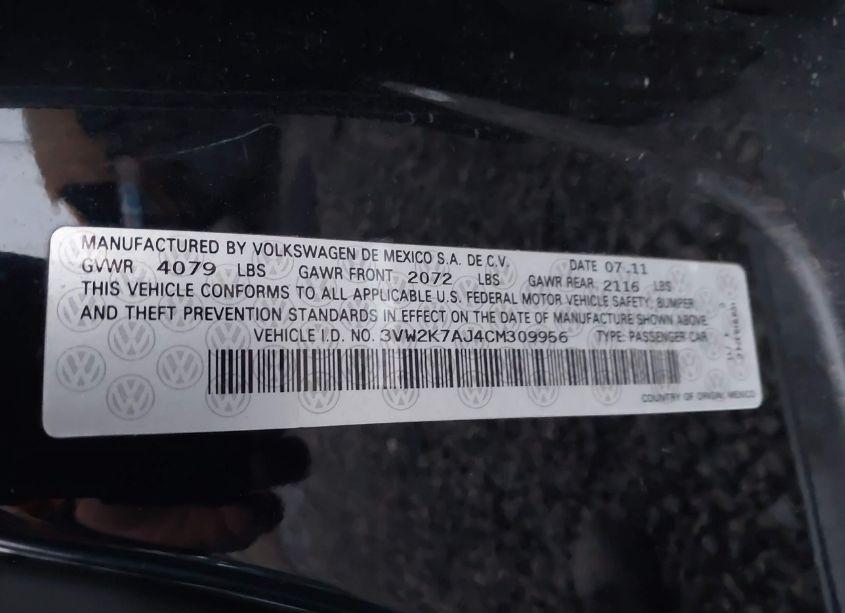 MANUFACTURED BY VOLKSWAGEN DE MEXICO S.A. DE C.V. DATE 07.11
GVWR 4079 LBS GAWR FRONT 2072 LBS GAWR REAR 2116 LBS
THIS VEHICLE CONFORMS TO ALL APPLICABLE U.S. FEDERAL MOTOR VEHICLE SAFETY, BUMPER
AND THEFT PREVENTION STANDARDS IN EFFECT ON THE DATE OF MANUFACTURE SHOWN ABOVE
VEHICLE I.D. NO. 3VW2K7AJ4CM309956 TYPE: PASSENGER CAR
COUNTRY OF ORIGIN: MEXICO